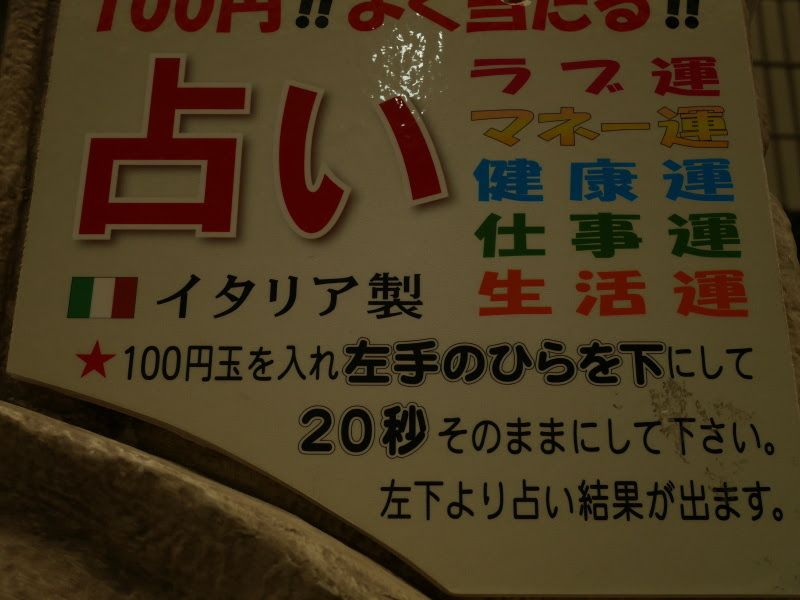 100円!!よく当たる!!
占い
ラブ運
マネー運
健康運
仕事運
生活運
イタリア製
★100円玉を入れ左手のひらを下にして
20秒そのままにして下さい。
左下より占い結果が出ます。